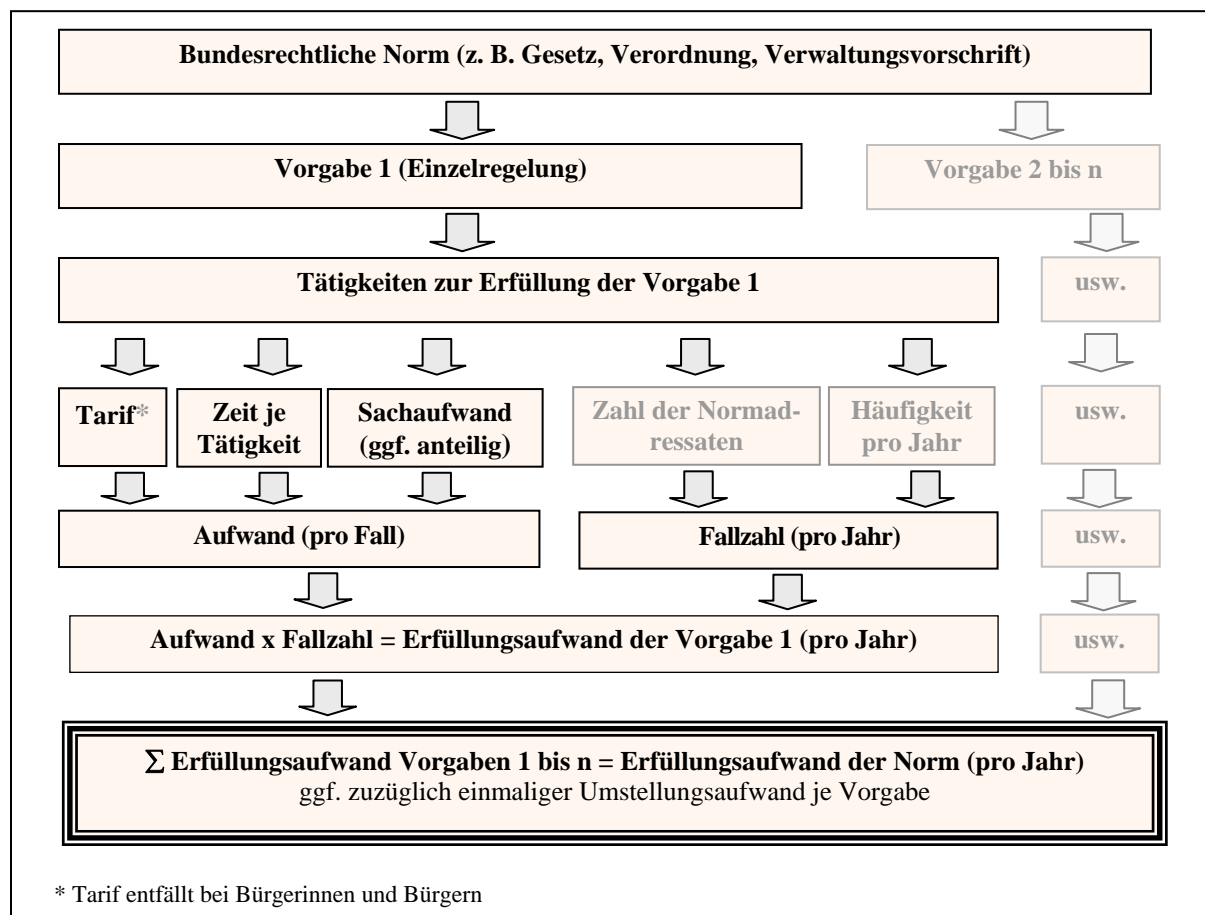 Bundesrechtliche Norm (z. B. Gesetz, Verordnung, Verwaltungsvorschrift)
Vorgabe 1 (Einzelregelung)
Vorgabe 2 bis n
Tätigkeiten zur Erfüllung der Vorgabe 1
usw.
Tarif*
Zeit je
Tätigkeit
Sachaufwand
(ggf. anteilig)
Zahl der Normad-
ressaten
Häufigkeit
pro Jahr
usw.
Aufwand (pro Fall)
Fallzahl (pro Jahr)
usw.
Aufwand x Fallzahl = Erfüllungsaufwand der Vorgabe 1 (pro Jahr)
usw.
Σ Erfüllungsaufwand Vorgaben 1 bis n = Erfüllungsaufwand der Norm (pro Jahr)
ggf. zuzüglich einmaliger Umstellungsaufwand je Vorgabe
* Tarif entfällt bei Bürgerinnen und Bürgern